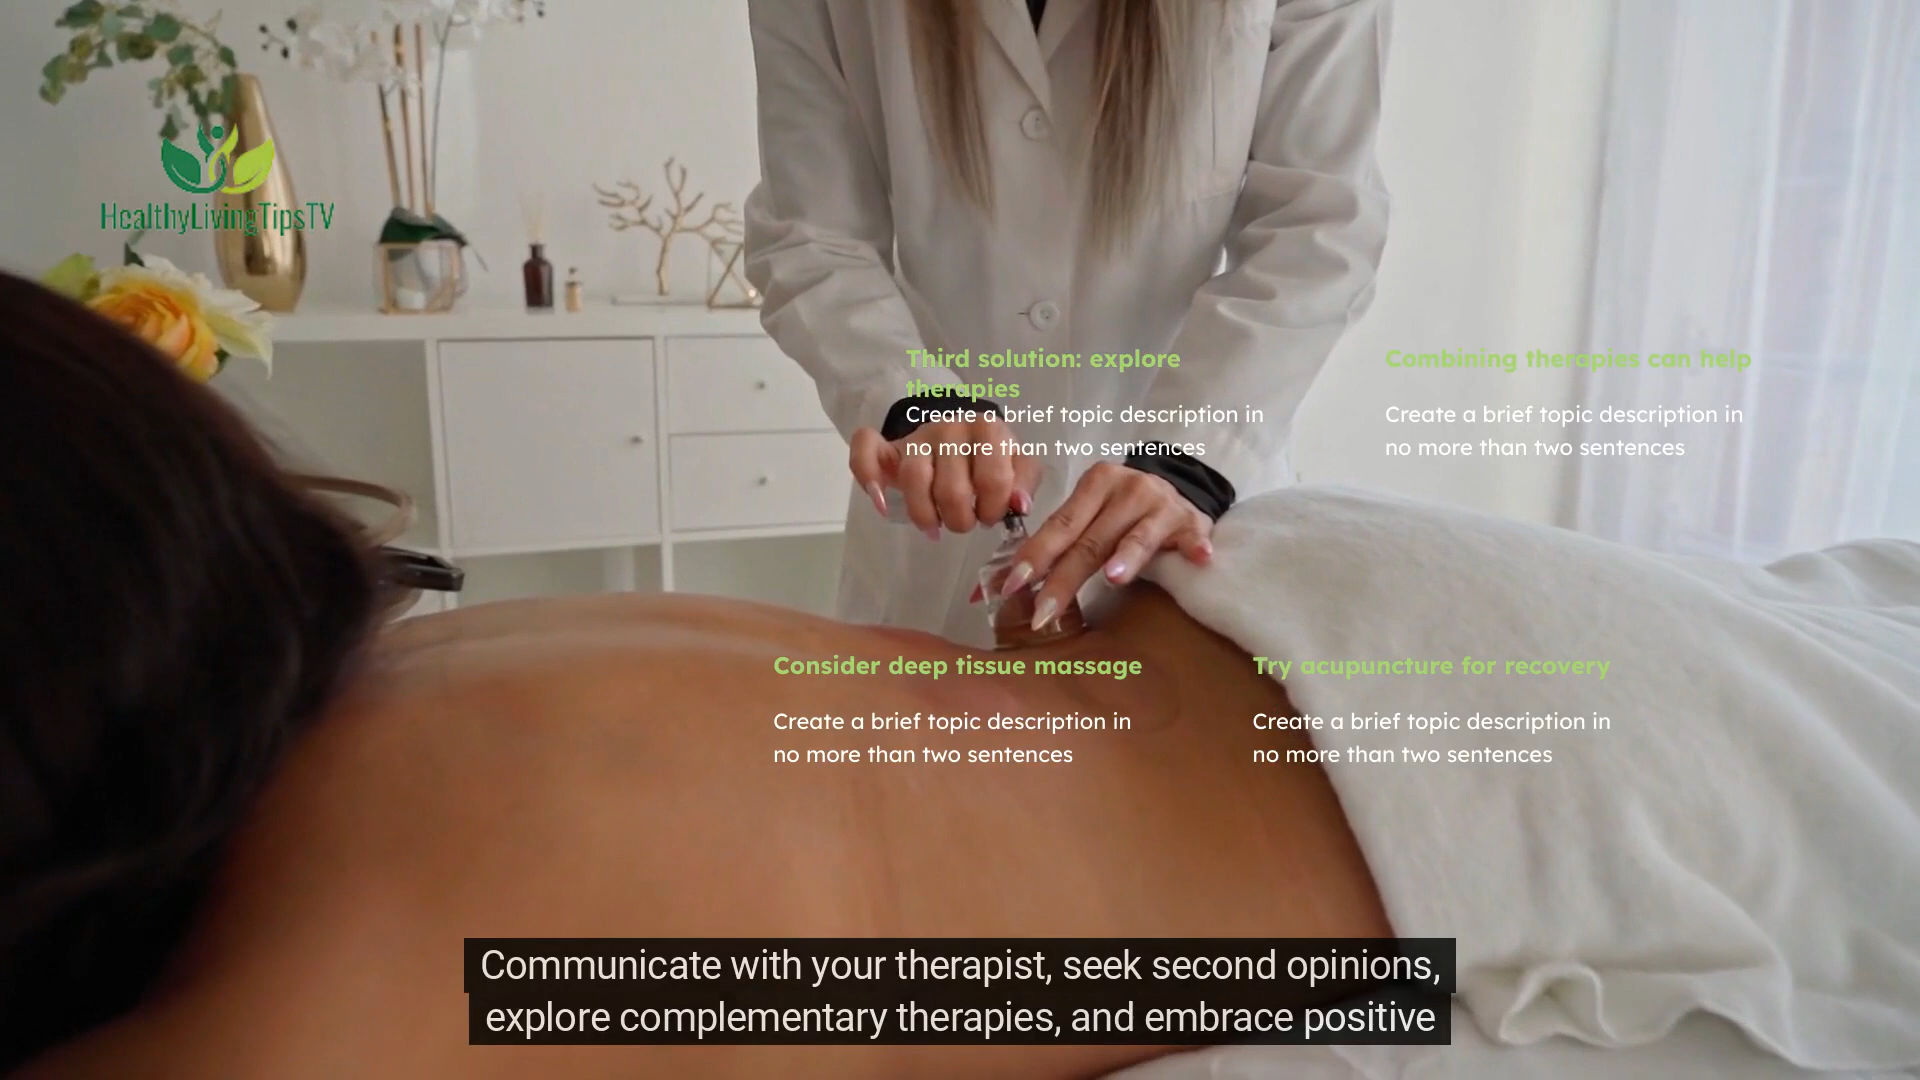 HealthyLivingTipsTV
Third solution: explore
therapies
Create a brief topic description in
no more than two sentences
Combining therapies can help
Create a brief topic description in
no more than two sentences
Consider deep tissue massage
Create a brief topic description in
no more than two sentences
Try acupuncture for recovery
Create a brief topic description in
no more than two sentences
Communicate with your therapist, seek second opinions,
explore complementary therapies, and embrace positive